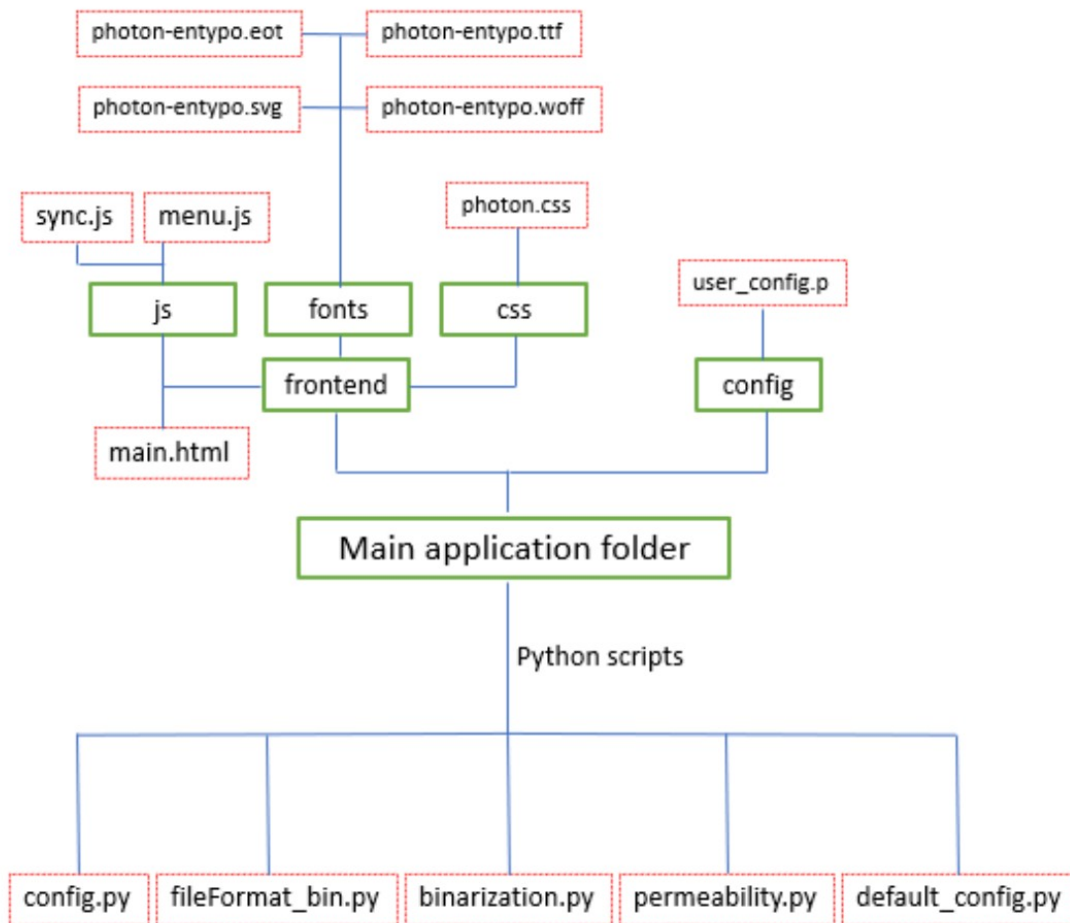 photon-entypo.eot
photon-entypo.ttf
photon-entypo.svg
photon-entypo.woff
sync.js
menu.js
photon.css
user_config.p
js
fonts
css
frontend
config
main.html
Main application folder
Python scripts
config.py
fileFormat_bin.py
binarization.py
permeability.py
default_config.py